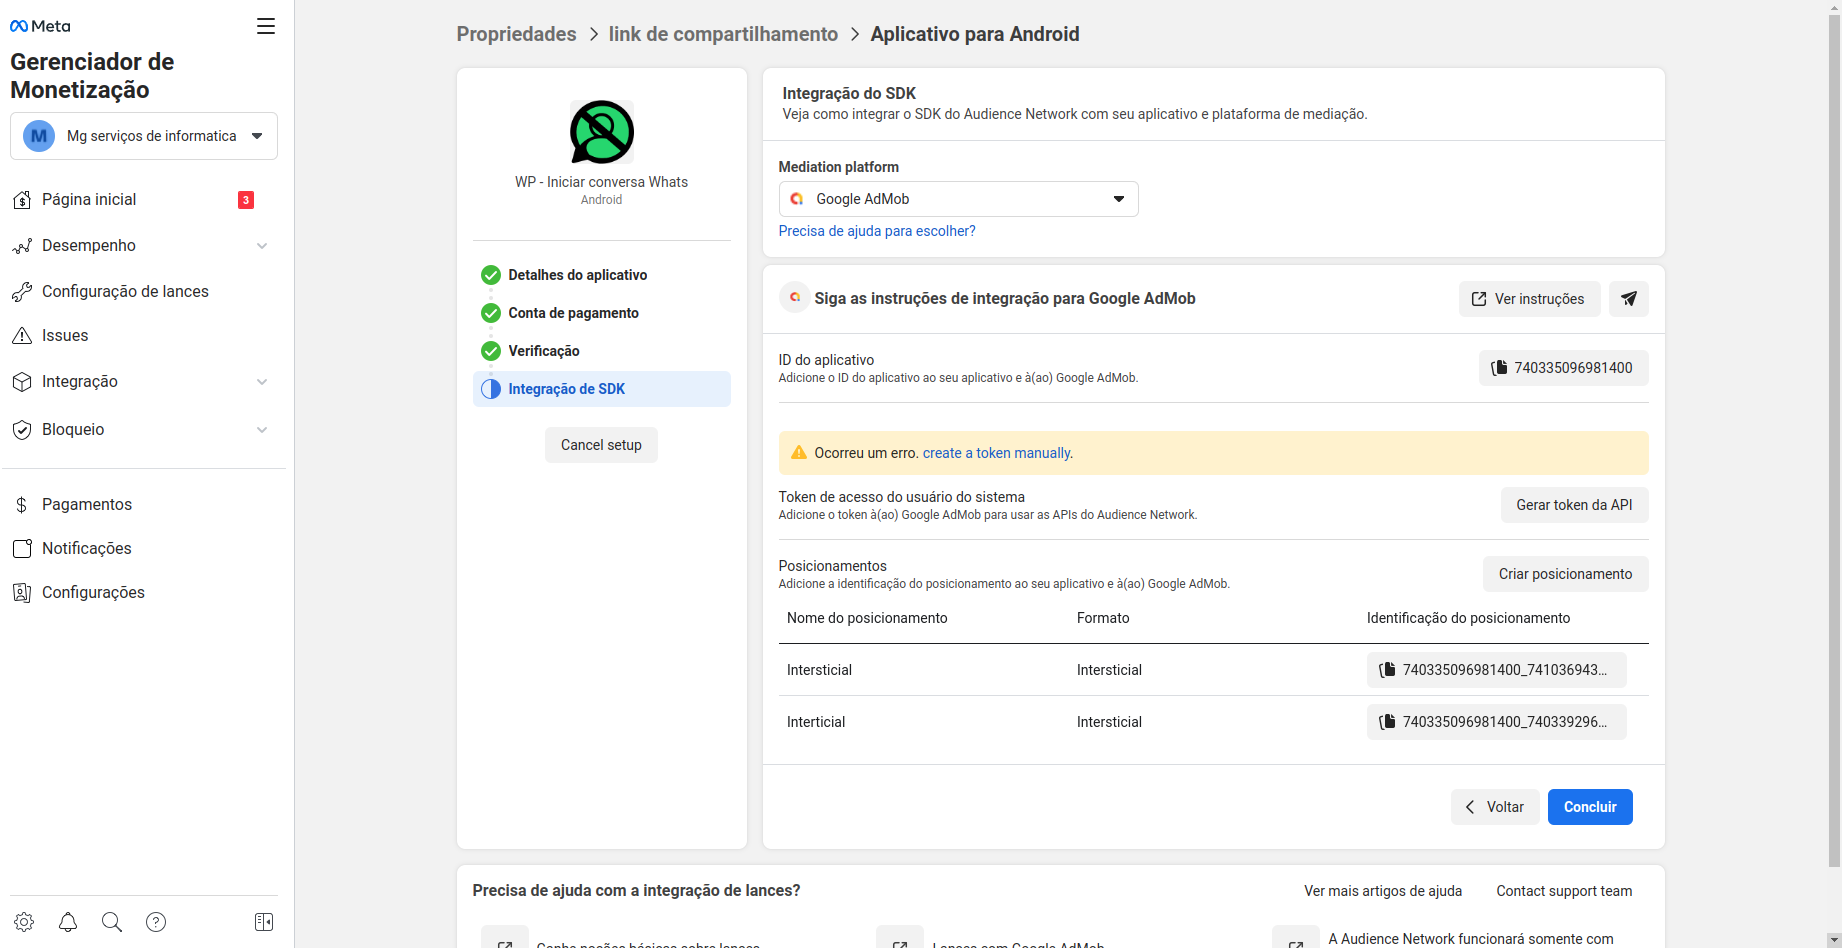 Meta
Gerenciador de
Monetização
M
Mg serviços de informatica
Página inicial
3
Desempenho
Configuração de lances
Issues
Integração
Bloqueio
Pagamentos
Notificações
Configurações
Propriedades > link de compartilhamento > Aplicativo para Android
WP - Iniciar conversa Whats
Android
Detalhes do aplicativo
Conta de pagamento
Verificação
Integração de SDK
Cancel setup
Integração do SDK
Veja como integrar o SDK do Audience Network com seu aplicativo e plataforma de mediação.
Mediation platform
Google AdMob
Precisa de ajuda para escolher?
Siga as instruções de integração para Google AdMob
Ver instruções
ID do aplicativo
Adicione o ID do aplicativo ao seu aplicativo e à(ao) Google AdMob.
740335096981400
Ocorreu um erro. create a token manually.
Token de acesso do usuário do sistema
Adicione o token à(ao) Google AdMob para usar as APIs do Audience Network.
Gerar token da API
Posicionamentos
Adicione a identificação do posicionamento ao seu aplicativo e à(ao) Google AdMob.
Criar posicionamento
Nome do posicionamento Formato Identificação do posicionamento
Intersticial Intersticial 740335096981400_741036943...
Interticial Intersticial 740335096981400_740339296...
Voltar
Concluir
Precisa de ajuda com a integração de lances?
Ver mais artigos de ajuda
Contact support team
Ganhe noções básicas sobre lances
Lances com Google AdMob
A Audience Network funcionará somente com